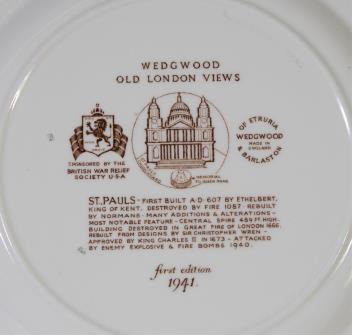 WEDGWOOD
OLD LONDON VIEWS
SPONSORED BY THE
BRITISH WAR RELIEF
SOCIETY U·S·A
MEMORIAL
OF ETRURIA
WEDGWOOD
MADE IN
ENGLAND
& BARLASTON
ST. PAULS - FIRST BUILT A·D·607 BY ETHELBERT,
KING OF KENT. DESTROYED BY FIRE 1087· REBUILT
BY NORMANS· MANY ADDITIONS & ALTERATIONS-
MOST NOTABLE FEATURE- CENTRAL SPIRE 489 FT. HIGH.
BUILDING DESTROYED IN GREAT FIRE OF LONDON 1666.
REBUILT FROM DESIGNS BY SIR CHRISTOPHER WREN -
APPROVED BY KING CHARLES II IN 1673 - ATTACKED
BY ENEMY EXPLOSIVE & FIRE BOMBS 1940.
first edition
1941.